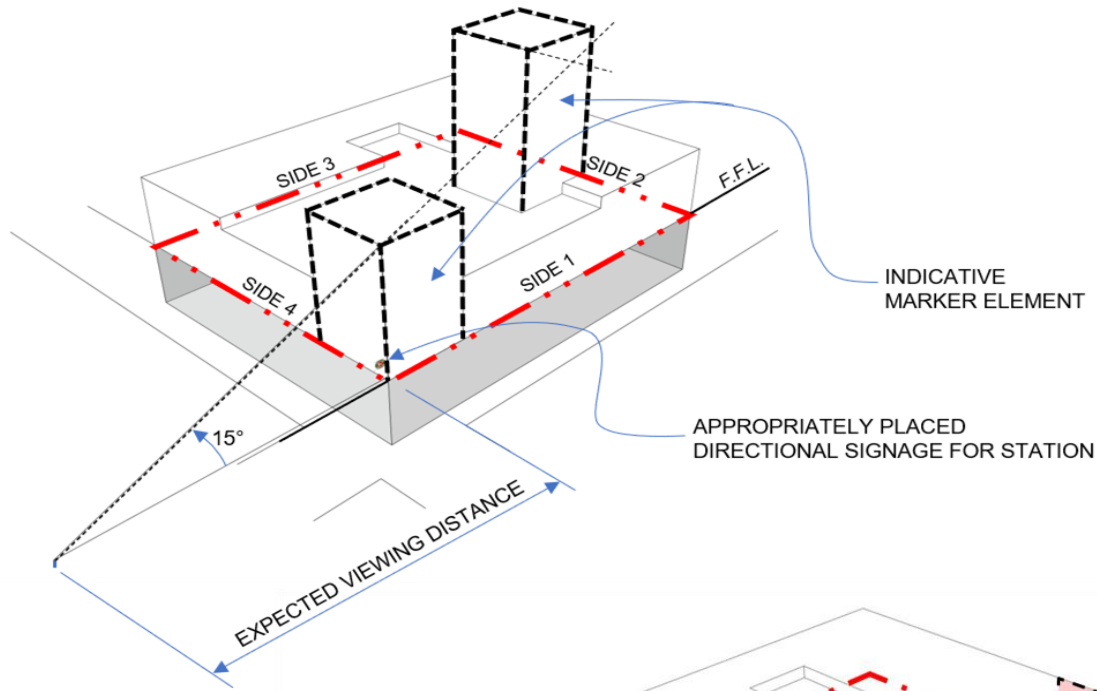 SIDE 3
SIDE 2
F.F.L.
SIDE 1
SIDE 4
INDICATIVE
MARKER ELEMENT
APPROPRIATELY PLACED
DIRECTIONAL SIGNAGE FOR STATION
15°
EXPECTED VIEWING DISTANCE